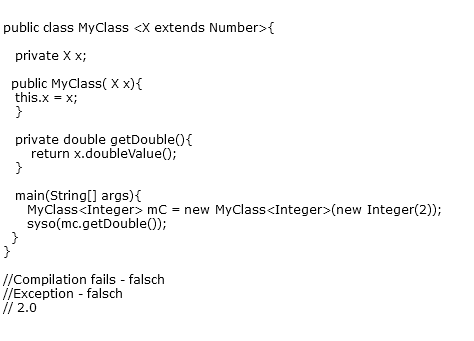 public class MyClass <X extends Number>{
private X x;
public MyClass( X x){
this.x = x;
}
private double getDouble(){
return x.doubleValue();
}
main(String[] args){
MyClass<Integer> mC = new MyClass<Integer>(new Integer(2));
syso(mc.getDouble());
}
}
//Compilation fails - falsch
//Exception - falsch
// 2.0